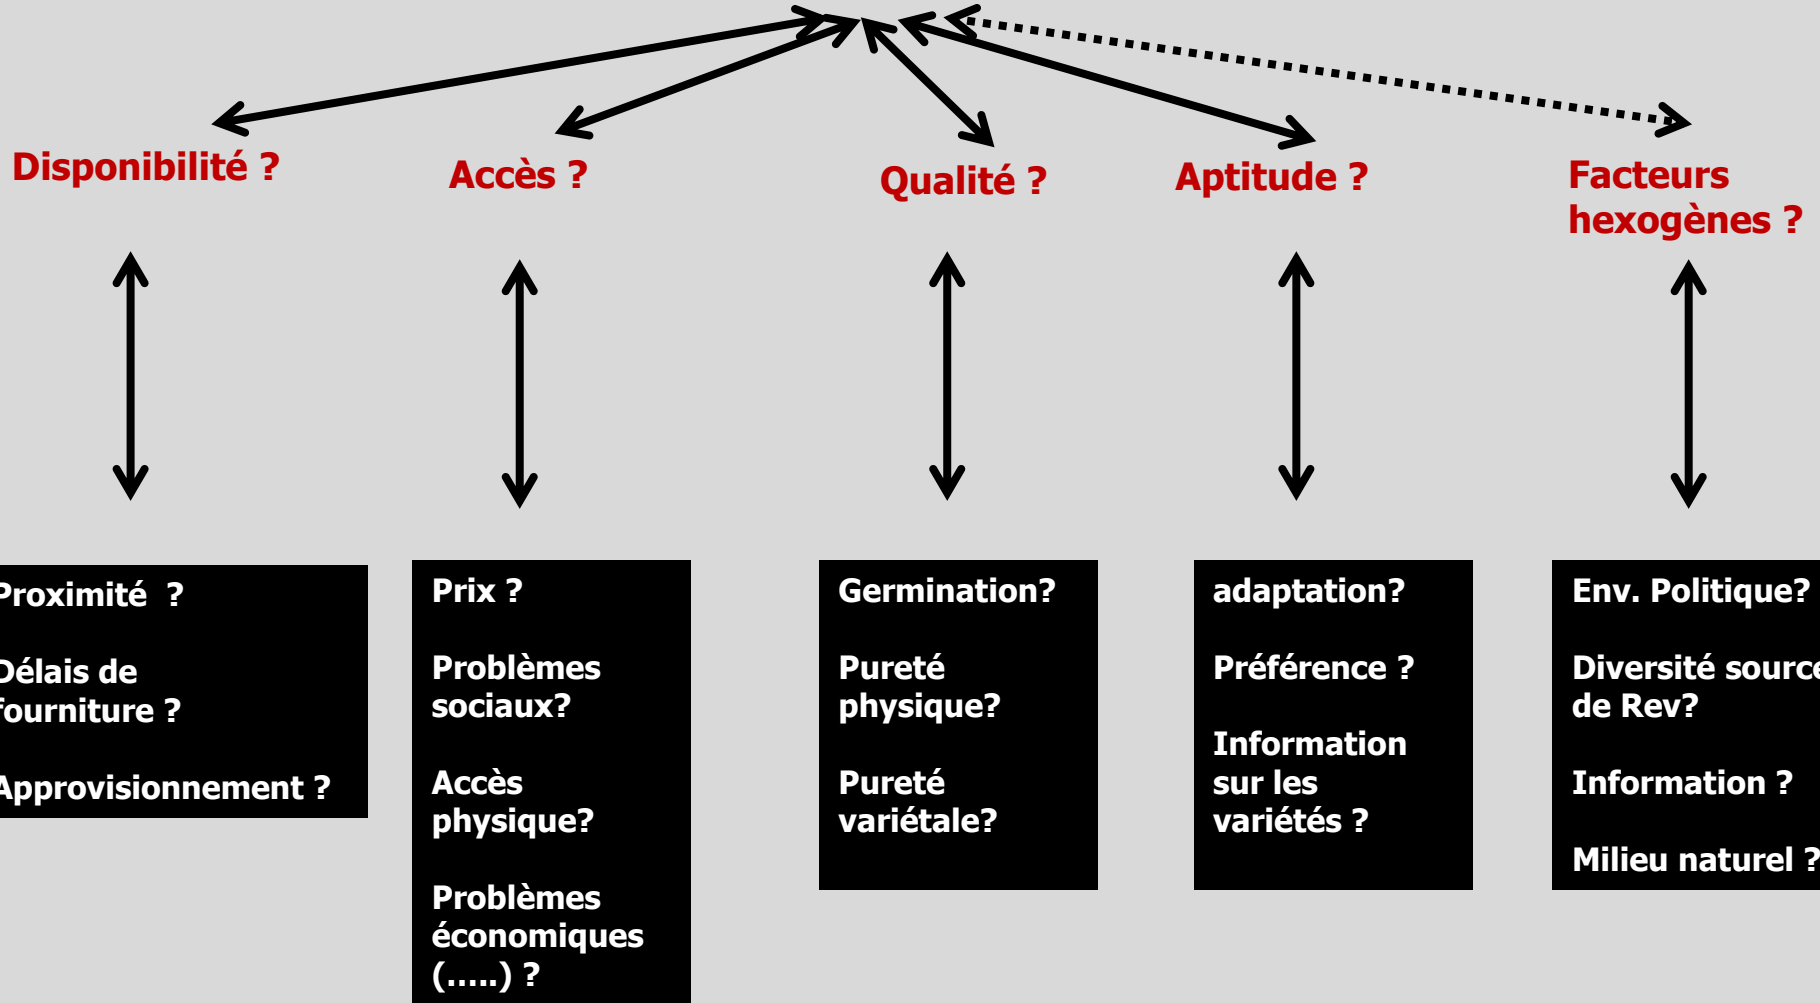 Disponibilité ?
Accès ?
Qualité ?
Aptitude ?
Facteurs
hexogènes ?
Proximité  ?
Délais de
fourniture ?
Approvisionnement ?
Prix ?
Problèmes
sociaux?
Accès
physique?
Problèmes
économiques
(.....) ?
Germination?
Pureté
physique?
Pureté
variétale?
adaptation?
Préférence ?
Information
sur les
variétés ?
Env. Politique?
Diversité source
de Rev?
Information ?
Milieu naturel ?